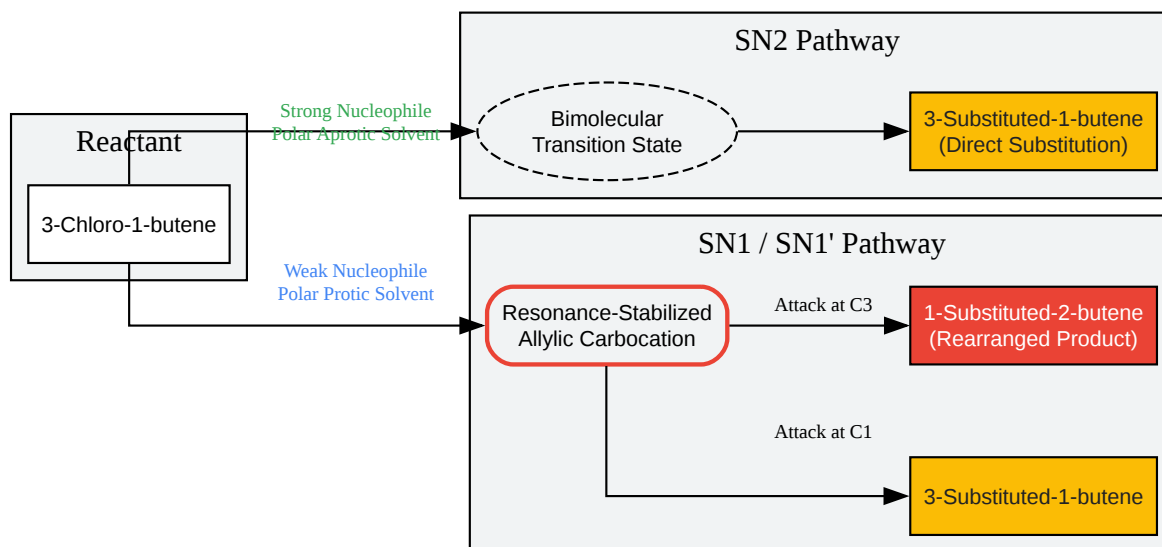 SN2 Pathway
Strong Nucleophile
Polar Aprotic Solvent
Bimolecular
Transition State
3-Substituted-1-butene
(Direct Substitution)
Reactant
3-Chloro-1-butene
SN1 / SN1' Pathway
Weak Nucleophile
Polar Protic Solvent
Resonance-Stabilized
Allylic Carbocation
Attack at C3
1-Substituted-2-butene
(Rearranged Product)
Attack at C1
3-Substituted-1-butene